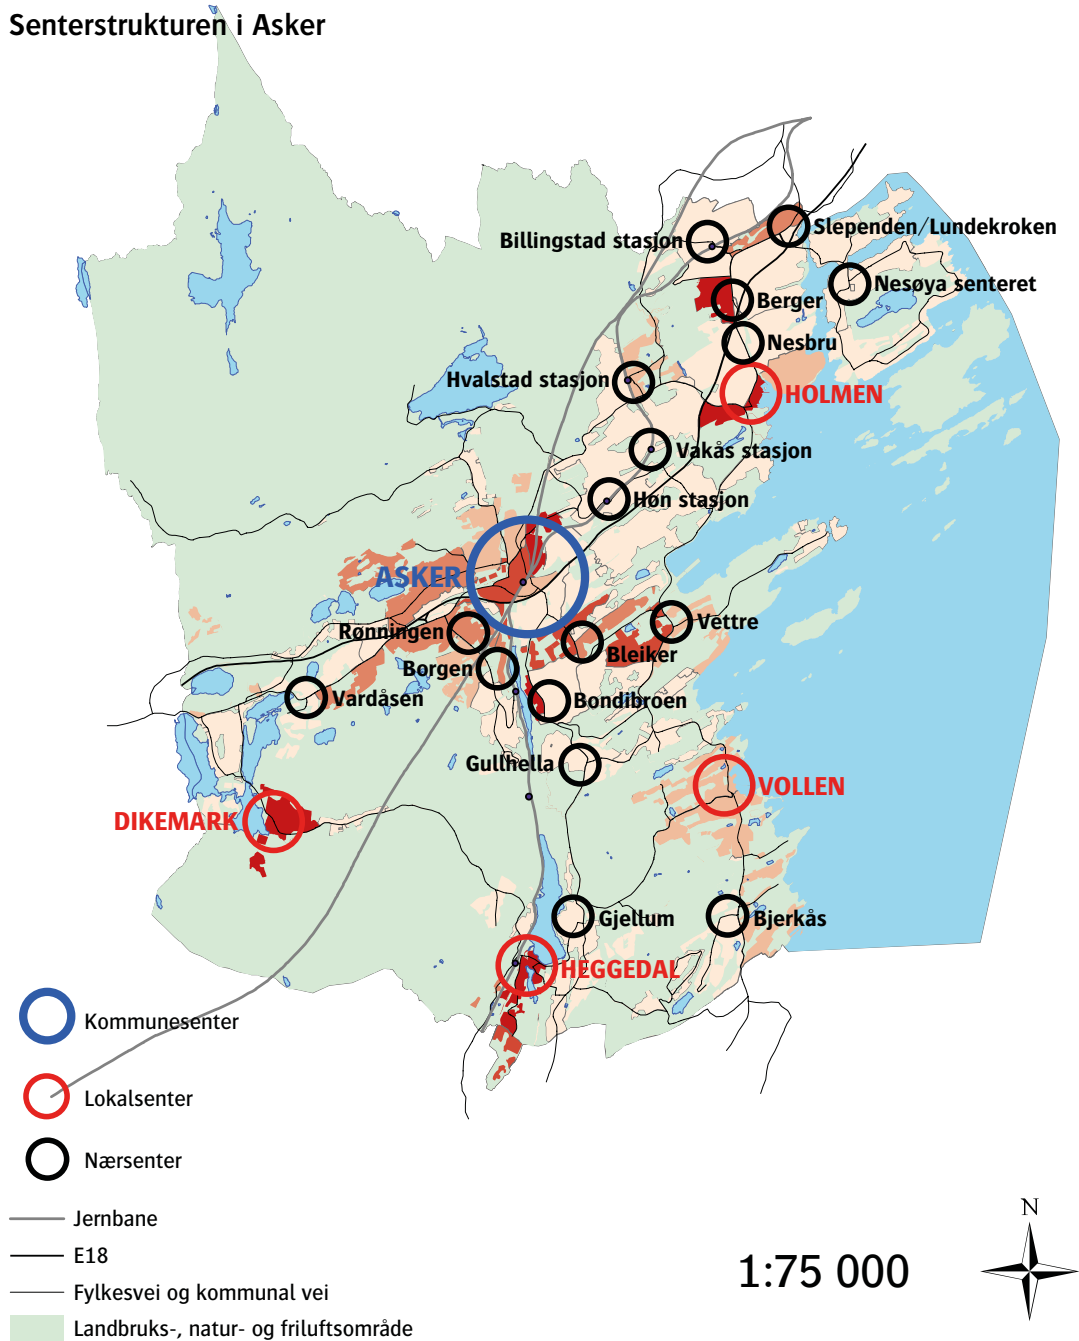 Senterstrukturen i Asker
Slependen/Lundekroken
Billingstad stasjon
Nesøya senteret
Berger
Nesbru
Hvalstad stasjon
HOLMEN
Vakås stasjon
Høn stasjon
ASKER
Vettre
Rønningen
Bleiker
Borgen
Vardåsen
Bondibroen
Gullhella
VOLLEN
DIKEMARK
Gjellum
Bjerkås
HEGGEDAL
Kommunesenter
Lokalsenter
Nærsenter
Jernbane
E18
Fylkesvei og kommunal vei
Landbruks-, natur- og friluftsområde
1:75 000
N